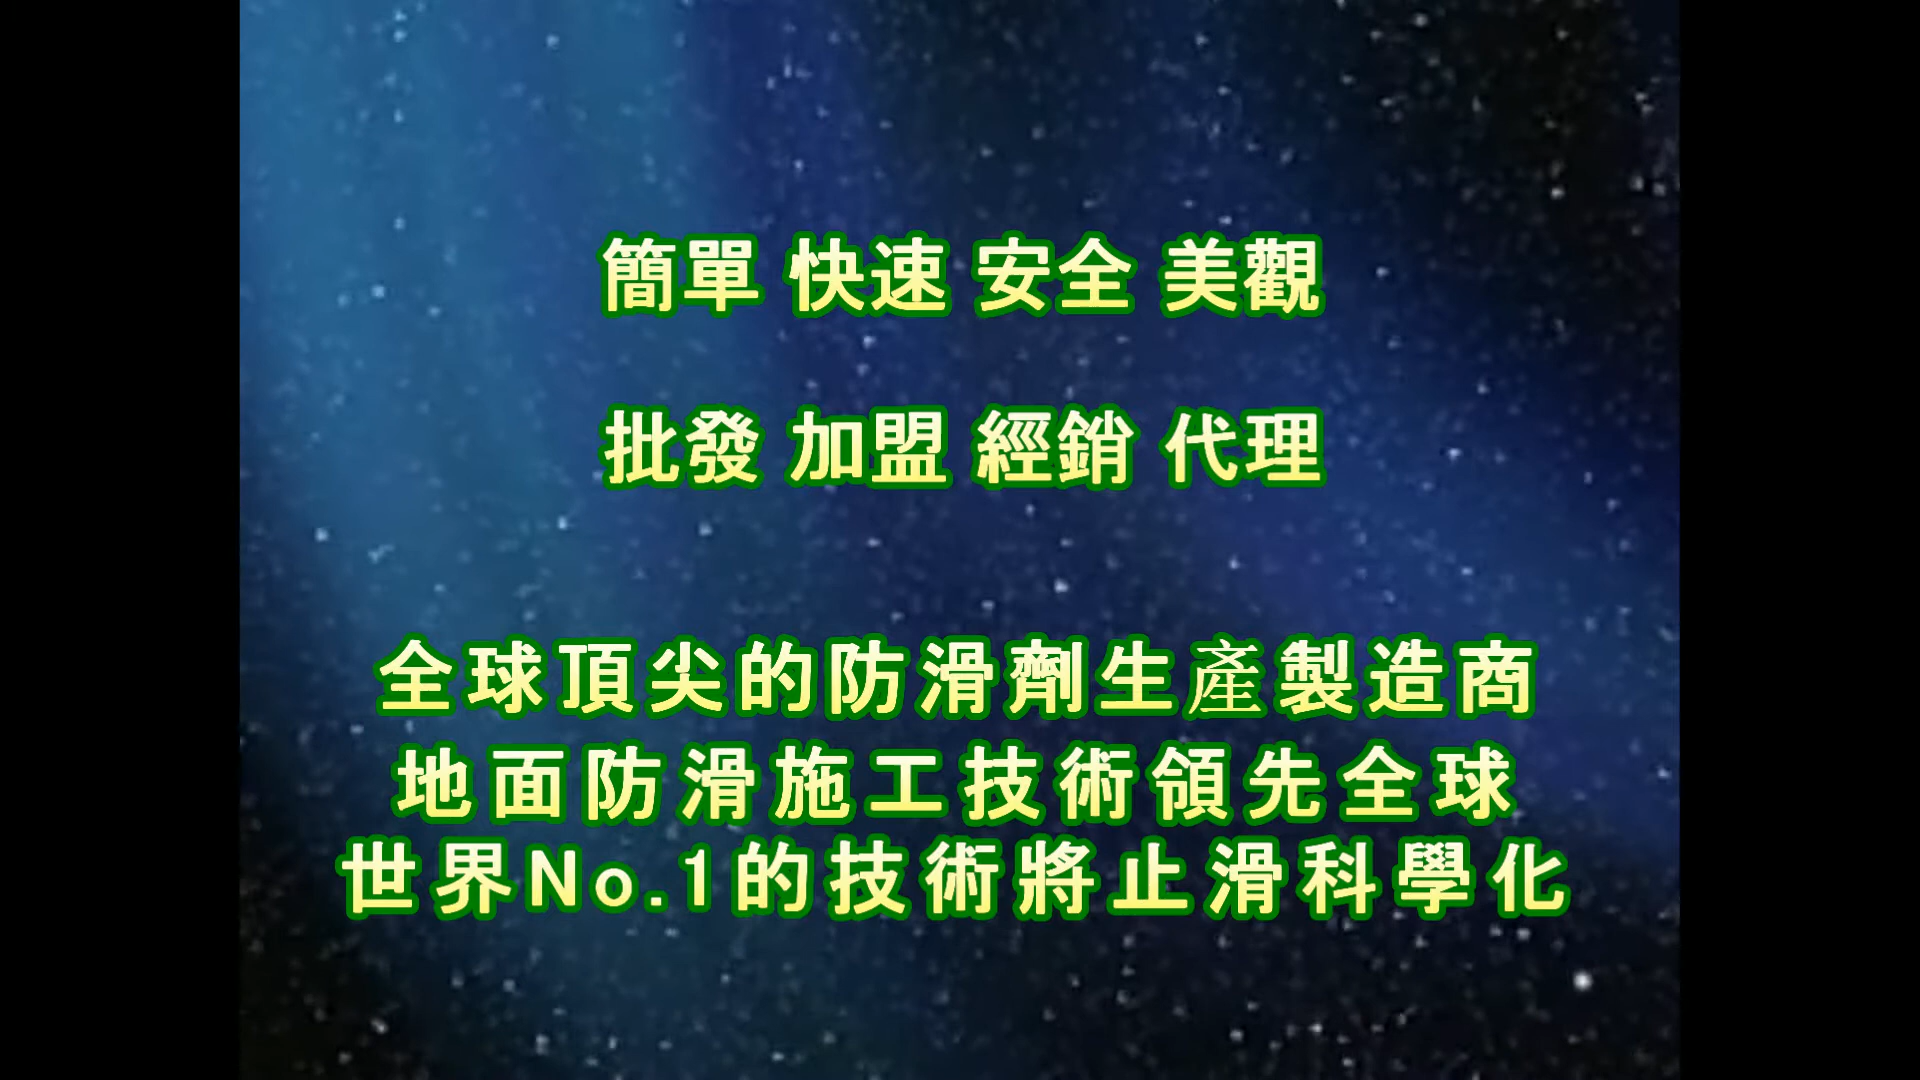 簡單 快速 安全 美觀
批發 加盟 經銷 代理
全球頂尖的防滑劑生產製造商
地面防滑施工技術領先全球
世界No.1的技術將止滑科學化